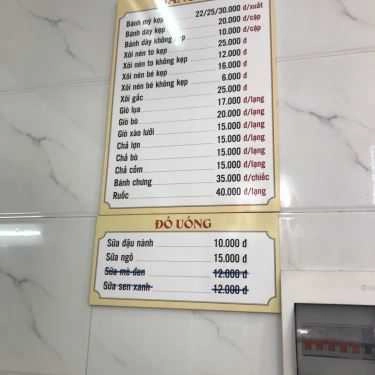 Bánh mỳ kẹp 22/25/30.000 đ/xuất
Bánh dày kẹp 20.000 đ/cặp
Bánh dày không kẹp 10.000 đ/cặp
Xôi nén to kẹp 25.000 đ
Xôi nén to không kẹp 12.000 đ
Xôi nén bé kẹp 16.000 đ
Xôi nén bé không kẹp 6.000 đ
Xôi gấc 25.000 đ
Giò lụa 17.000 đ/lạng
Giò bò 20.000 đ/lạng
Giò xào lưỡi 15.000 đ/lạng
Chả lợn 15.000 đ/lạng
Chả bò 15.000 đ/lạng
Chả cốm 15.000 đ/lạng
Bánh chưng 35.000 đ/chiếc
Ruốc 40.000 đ/lạng
ĐỒ UỐNG
Sữa đậu nành 10.000 đ
Sữa ngô 15.000 đ
Sữa mè đen 12.000 đ
Sữa sen xanh 12.000 đ